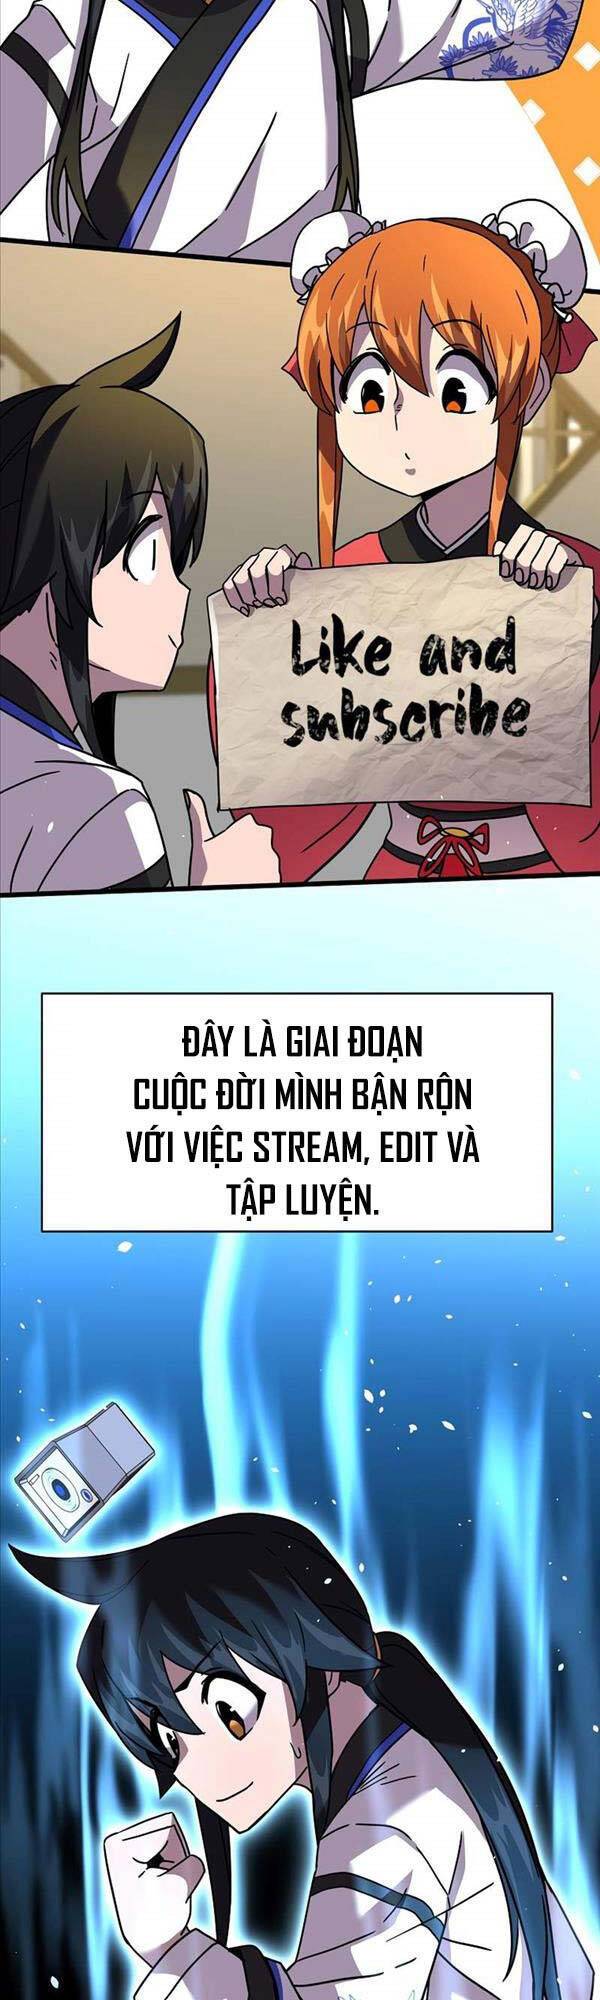 Like and
subscribe
ĐÂY LÀ GIAI ĐOẠN
CUỘC ĐỜI MÌNH BẬN RỘN
VỚI VIỆC STREAM, EDIT VÀ
TẬP LUYỆN.